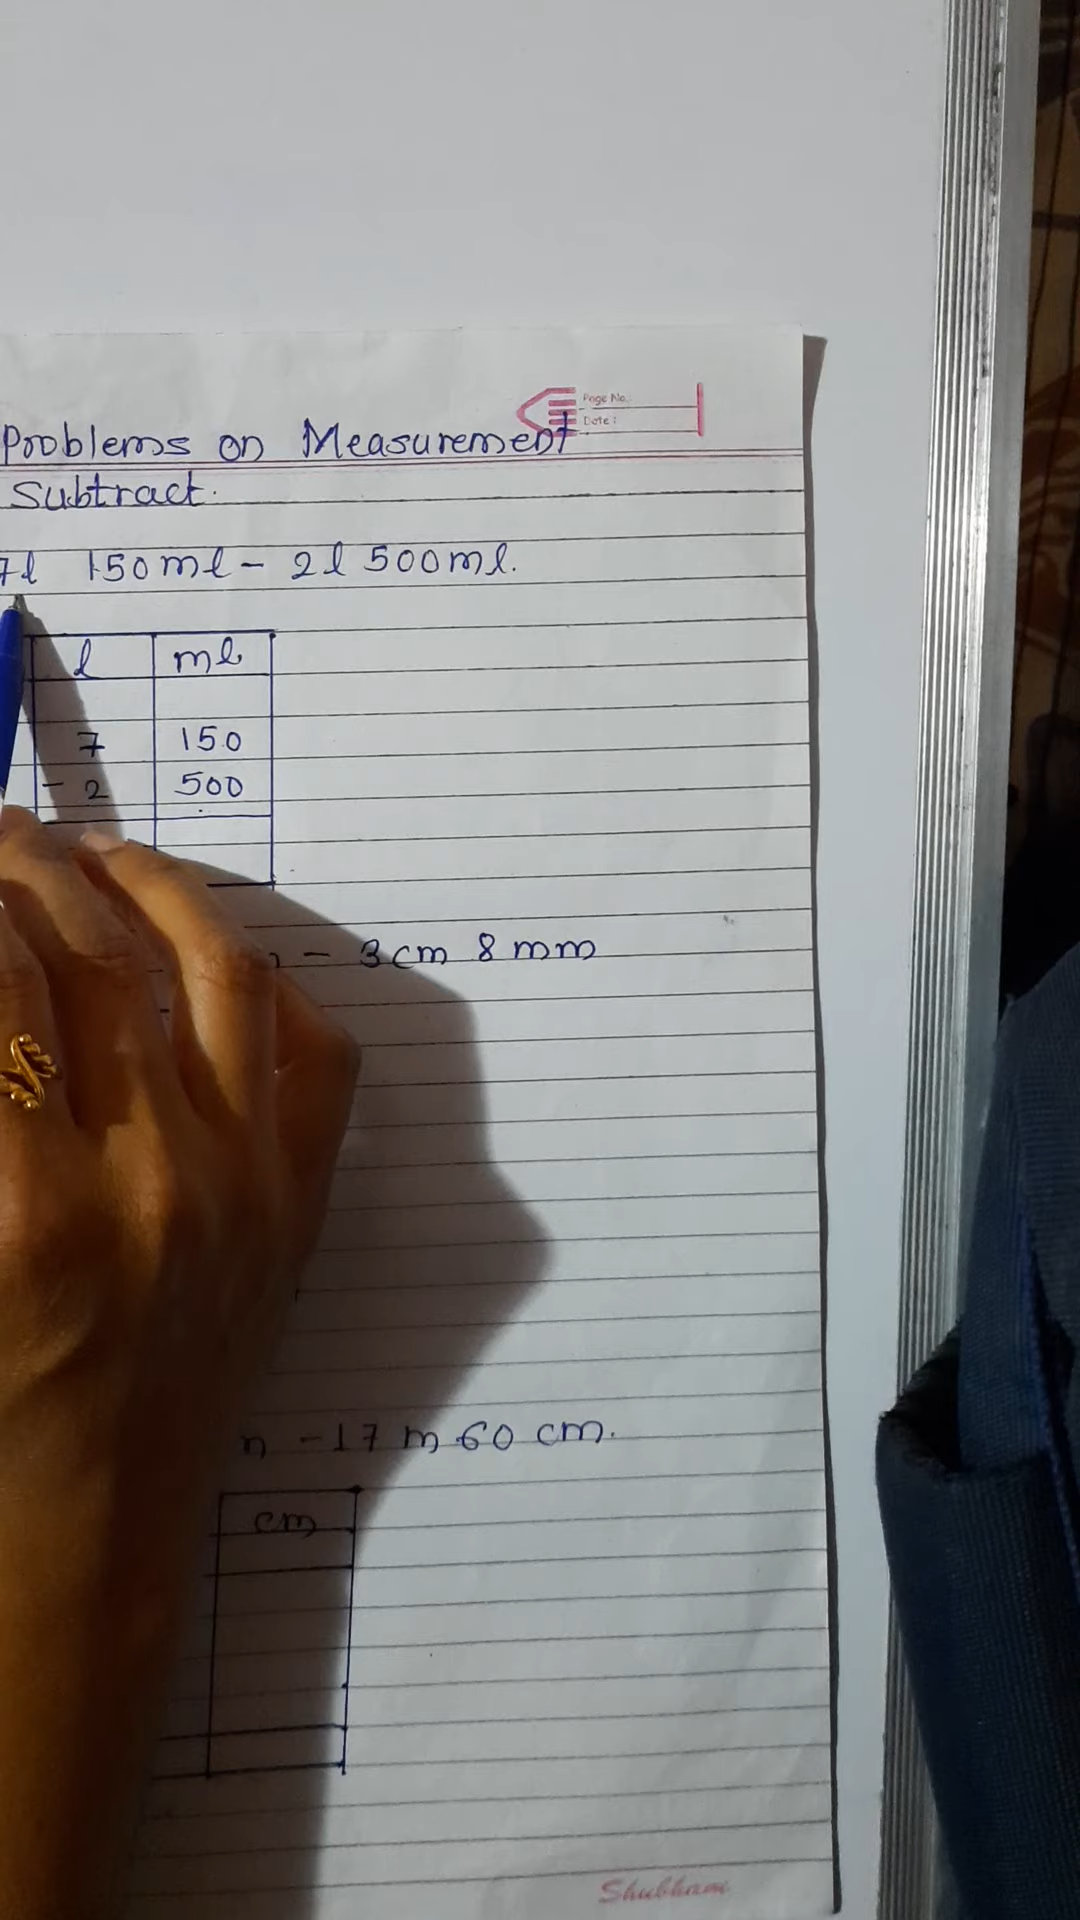 Page No.
Date :
Problems on Measurement
Subtract.
7l 150ml - 2l 500ml.
l ml
7 150
- 2 500
- 3cm 8mm
- 17 m 60 cm.
cm
Shubham